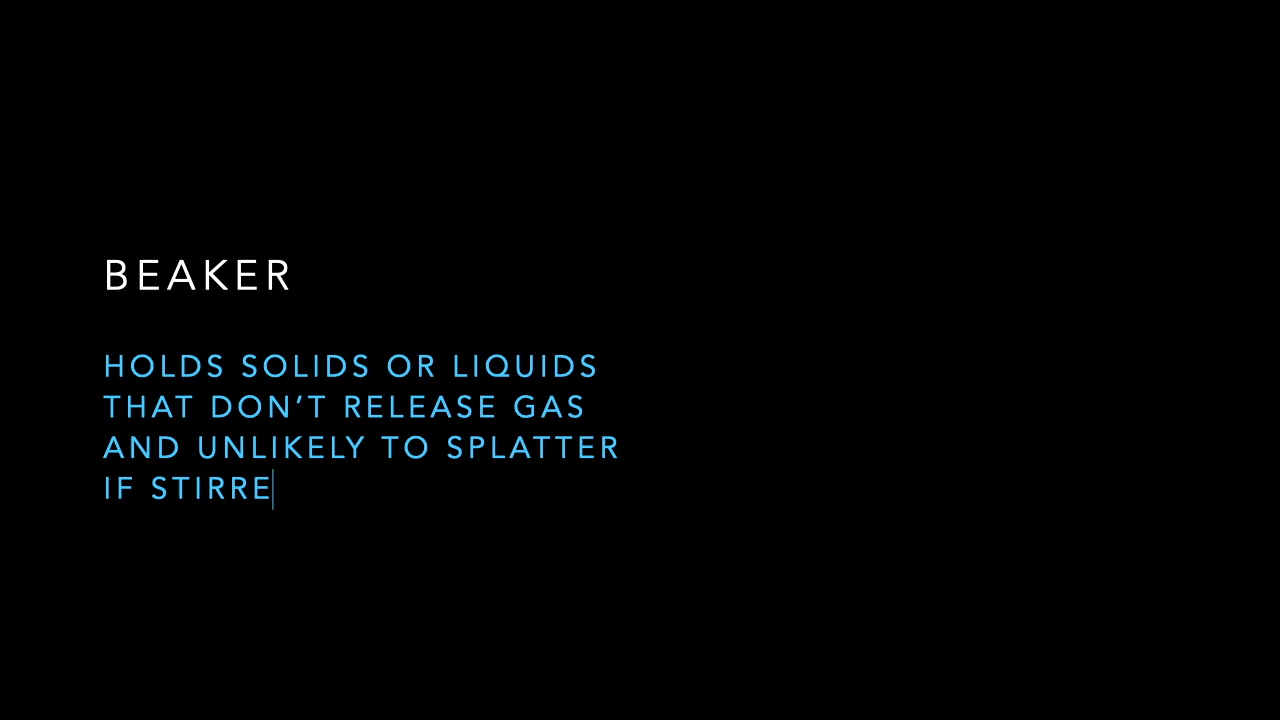 BEAKER
HOLDS SOLIDS OR LIQUIDS
THAT DON’T RELEASE GAS
AND UNLIKELY TO SPLATTER
IF STIRRE